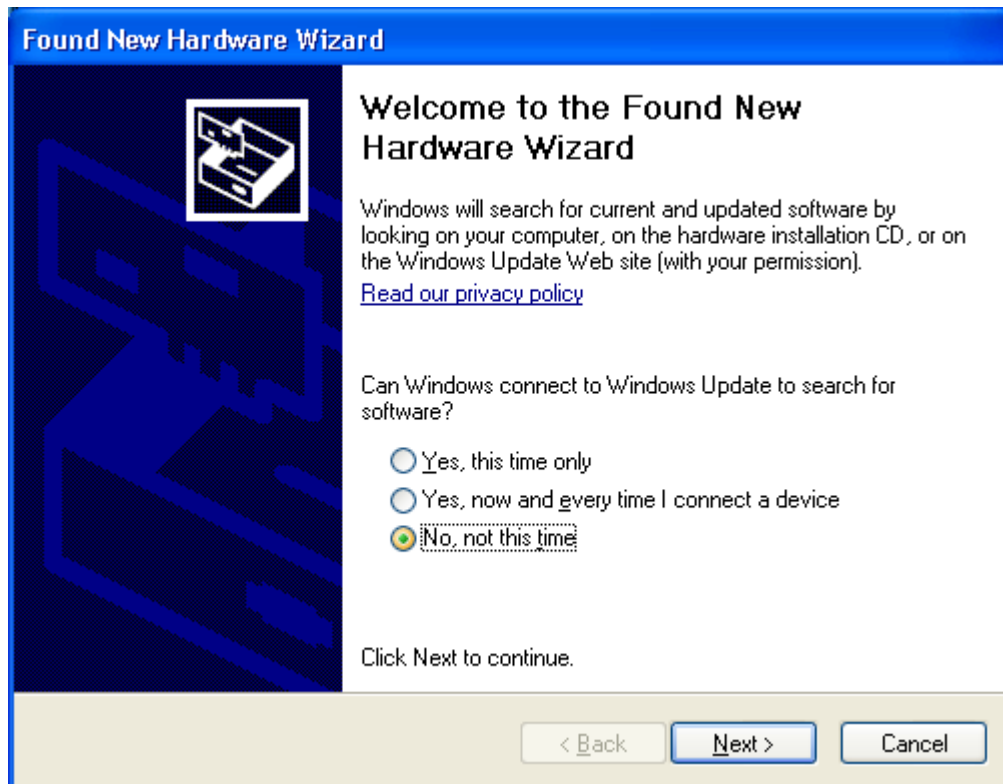 Found New Hardware Wizard
Welcome to the Found New
Hardware Wizard
Windows will search for current and updated software by
looking on your computer, on the hardware installation CD, or on
the Windows Update Web site (with your permission).
Read our privacy policy
Can Windows connect to Windows Update to search for
software?
Yes, this time only
Yes, now and every time I connect a device
No, not this time
Click Next to continue.
< Back
Next >
Cancel